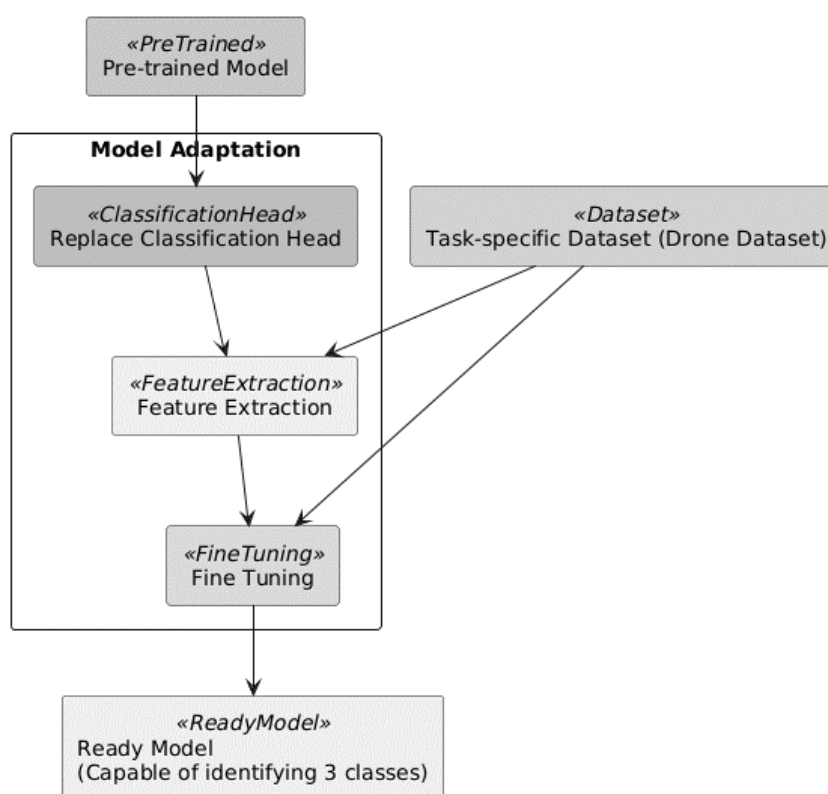 «PreTrained»
Pre-trained Model
Model Adaptation
«ClassificationHead»
Replace Classification Head
«Dataset»
Task-specific Dataset (Drone Dataset)
«FeatureExtraction»
Feature Extraction
«FineTuning»
Fine Tuning
«ReadyModel»
Ready Model
(Capable of identifying 3 classes)